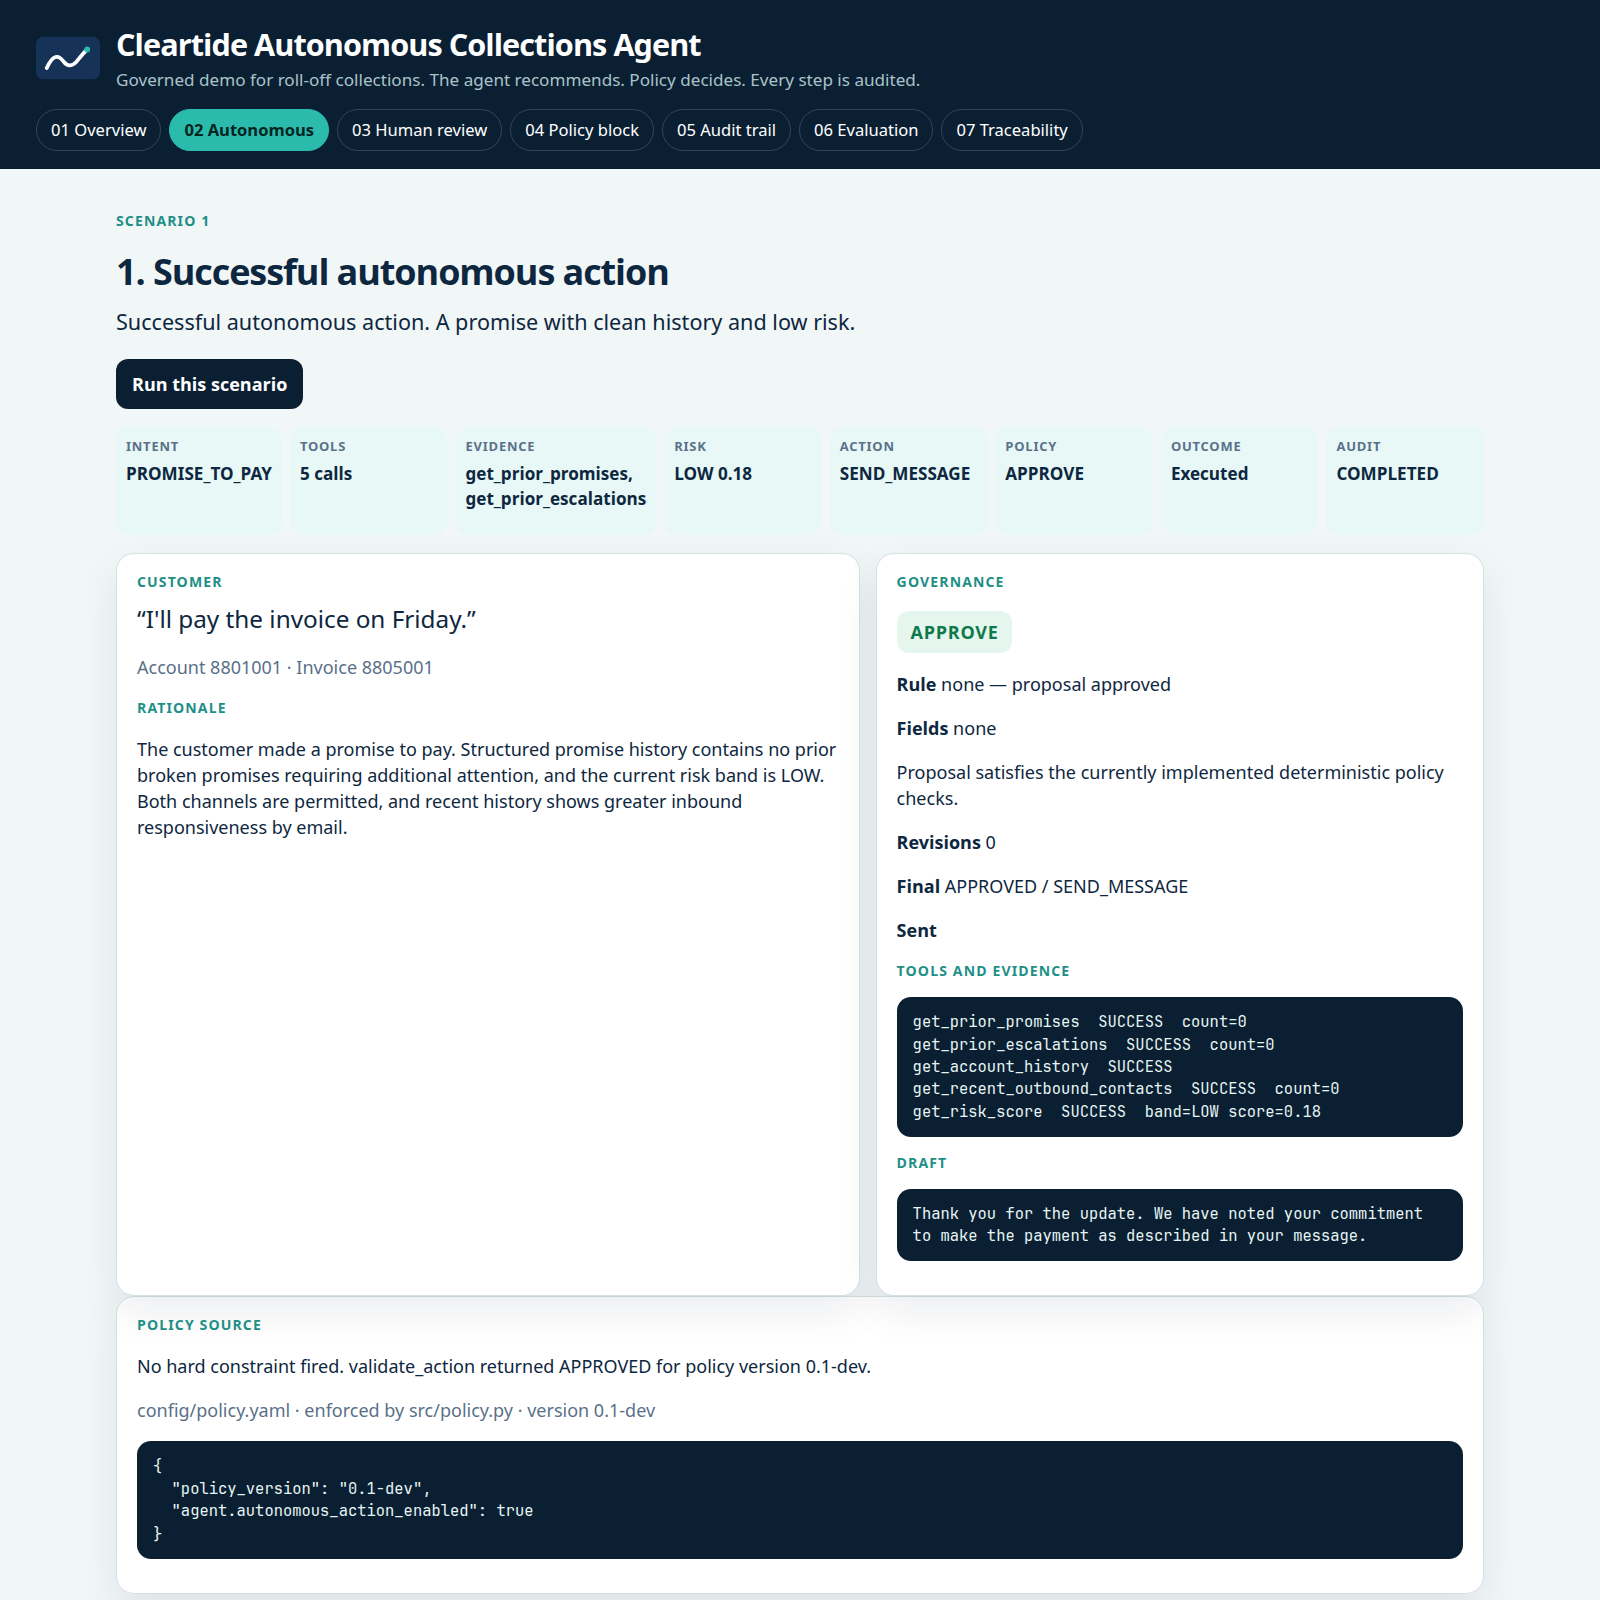 Cleartide Autonomous Collections Agent
Governed demo for roll-off collections. The agent recommends. Policy decides. Every step is audited.
01 Overview
02 Autonomous
03 Human review
04 Policy block
05 Audit trail
06 Evaluation
07 Traceability
SCENARIO 1
1. Successful autonomous action
Successful autonomous action. A promise with clean history and low risk.
Run this scenario
INTENT
PROMISE_TO_PAY
TOOLS
5 calls
EVIDENCE
get_prior_promises,
get_prior_escalations
RISK
LOW 0.18
ACTION
SEND_MESSAGE
POLICY
APPROVE
OUTCOME
Executed
AUDIT
COMPLETED
CUSTOMER
“I'll pay the invoice on Friday.”
Account 8801001 · Invoice 8805001
RATIONALE
The customer made a promise to pay. Structured promise history contains no prior
broken promises requiring additional attention, and the current risk band is LOW.
Both channels are permitted, and recent history shows greater inbound
responsiveness by email.
GOVERNANCE
APPROVE
Rule none — proposal approved
Fields none
Proposal satisfies the currently implemented deterministic policy
checks.
Revisions 0
Final APPROVED / SEND_MESSAGE
Sent
TOOLS AND EVIDENCE
get_prior_promises  SUCCESS  count=0
get_prior_escalations  SUCCESS  count=0
get_account_history  SUCCESS
get_recent_outbound_contacts  SUCCESS  count=0
get_risk_score  SUCCESS  band=LOW score=0.18
DRAFT
Thank you for the update. We have noted your commitment
to make the payment as described in your message.
POLICY SOURCE
No hard constraint fired. validate_action returned APPROVED for policy version 0.1-dev.
config/policy.yaml · enforced by src/policy.py · version 0.1-dev
{
  "policy_version": "0.1-dev",
  "agent.autonomous_action_enabled": true
}